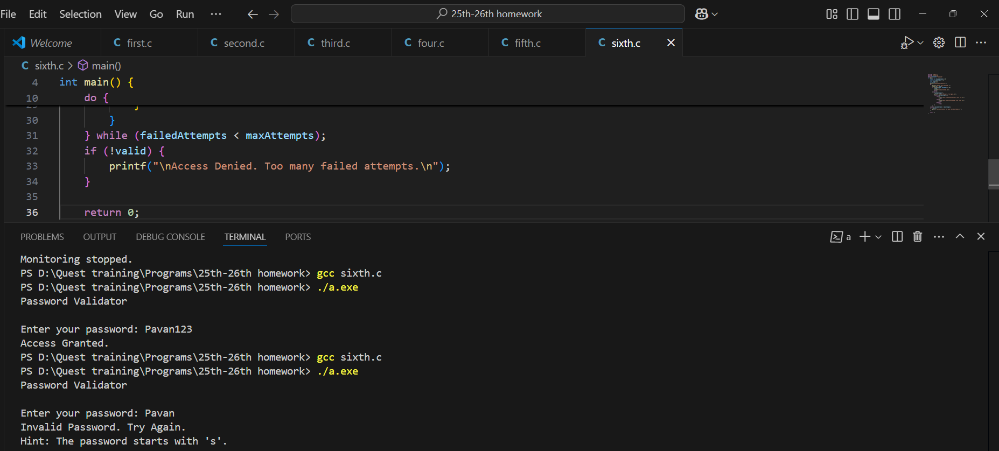 File Edit Selection View Go Run ··· 25th-26th homework
Welcome first.c second.c third.c four.c fifth.c sixth.c
C sixth.c > main()
4 int main() {
10 do {
29 }
30 }
31 } while (failedAttempts < maxAttempts);
32 if (!valid) {
33 printf("\nAccess Denied. Too many failed attempts.\n");
34 }
35
36 return 0;
PROBLEMS OUTPUT DEBUG CONSOLE TERMINAL PORTS a
Monitoring stopped.
PS D:\Quest training\Programs\25th-26th homework> gcc sixth.c
PS D:\Quest training\Programs\25th-26th homework> ./a.exe
Password Validator
Enter your password: Pavan123
Access Granted.
PS D:\Quest training\Programs\25th-26th homework> gcc sixth.c
PS D:\Quest training\Programs\25th-26th homework> ./a.exe
Password Validator
Enter your password: Pavan
Invalid Password. Try Again.
Hint: The password starts with 's'.